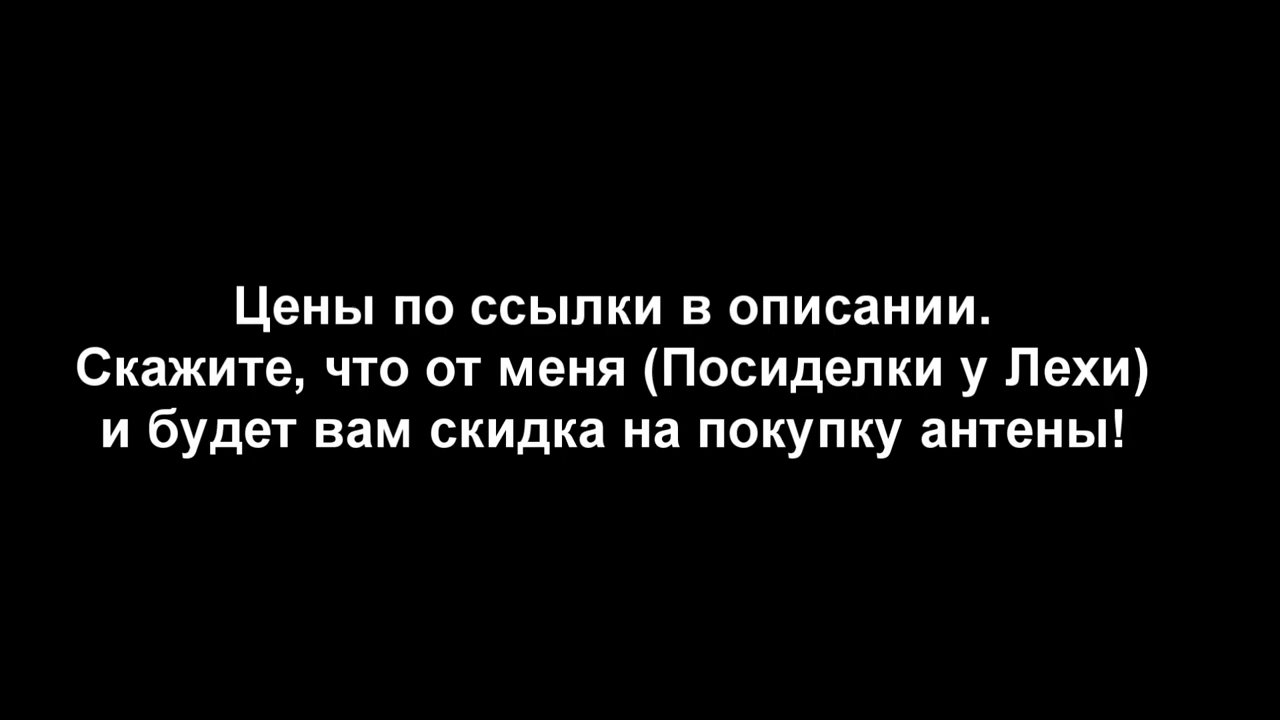 Цены по ссылки в описании.
Скажите, что от меня (Посиделки у Лехи)
и будет вам скидка на покупку антены!